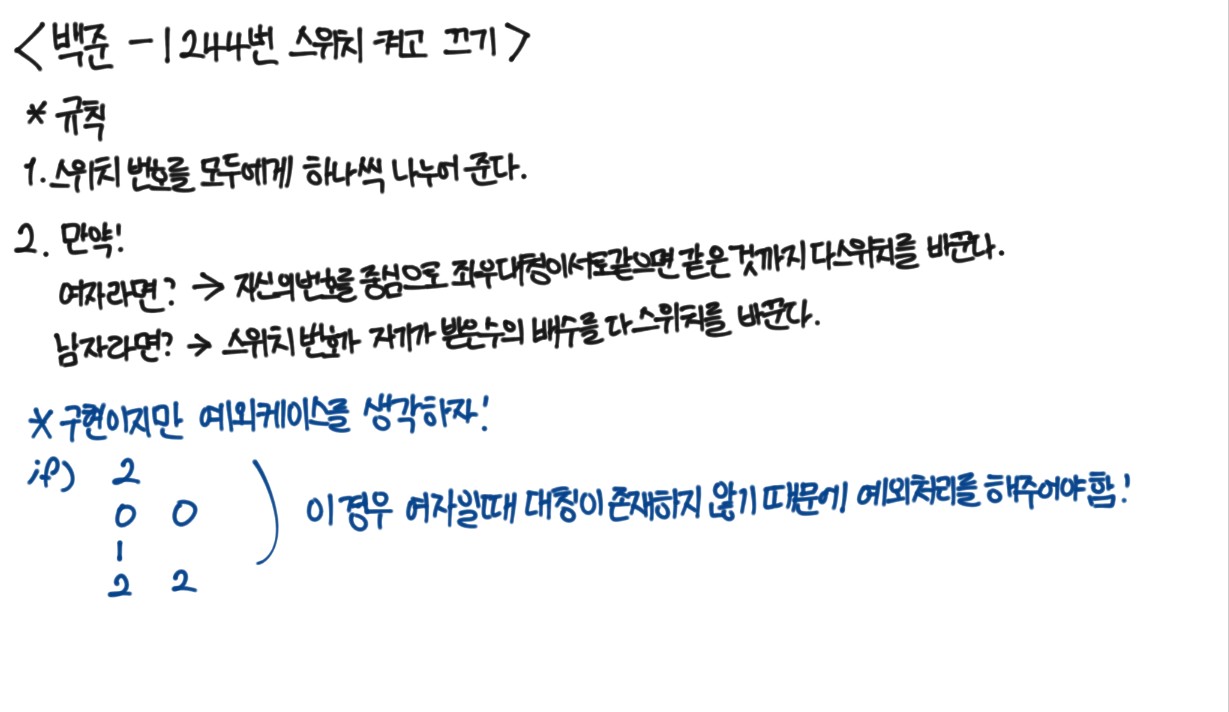 <백준 - 1244번 스위치 켜고 끄기>
* 규칙
1. 스위치 번호를 모두에게 하나씩 나누어 준다.
2. 만약!
여자라면? → 자신의 번호를 중심으로 좌우대칭이서로같으면 같은 것까지 다스위치를 바꾼다.
남자라면? → 스위치 번호가 자기가 받은수의 배수를 다 스위치를 바꾼다.
* 구현이지만 예외케이스를 생각하자!
if) 2
0 0
1
2 2
이 경우 여자일때 대칭이 존재하지 않기 때문에 예외처리를 해주어야 함!